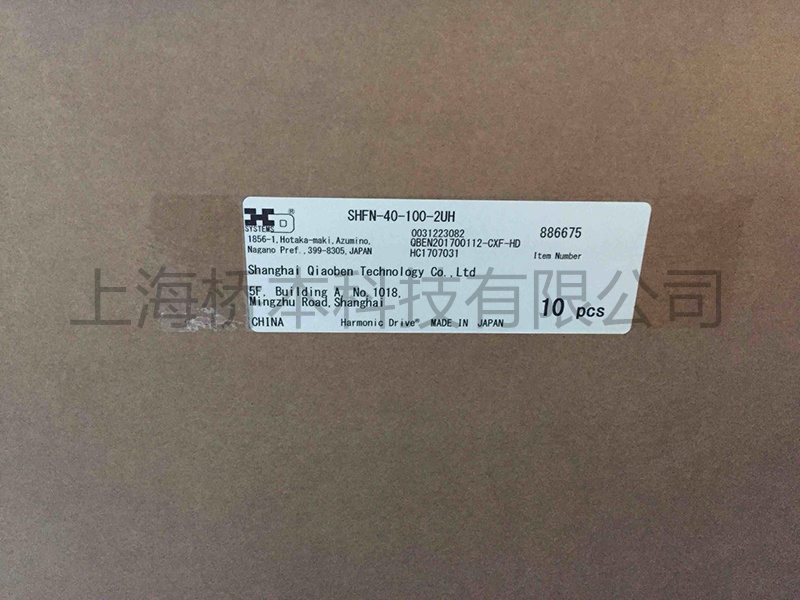 SHFN-40-100-2UH
HD®
SYSTEMS
0031223082
886675
1856-1,Hotaka-maki,Azumino,
QBEN201700112-CXF-HD
Nagano Pref.,399-8305,JAPAN
HC1707031
Item Number
Shanghai Qiaoben Technology Co.,Ltd
5F, Building A, No.1018,
Mingzhu Road,Shanghai
10 pcs
CHINA
Harmonic Drive® MADE IN JAPAN
上海桥本科技有限公司